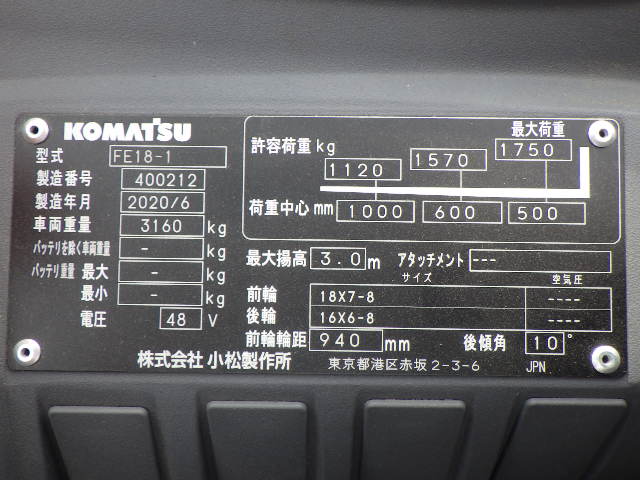 KOMATSU
型式 FE18-1
製造番号 400212
製造年月 2020/6
車両重量 3160 kg
バッテリを除く車両重量 - kg
バッテリ重量 最大 - kg
最小 - kg
電圧 48 V
最大荷重
許容荷重kg 1120 1570 1750
荷重中心mm 1000 600 500
最大揚高 3.0 m アタッチメント ---
サイズ 空気圧
前輪 18X7-8 ----
後輪 16X6-8 ----
前輪輪距 940 mm 後傾角 10°
株式会社 小松製作所 東京都港区赤坂 2-3-6 JPN